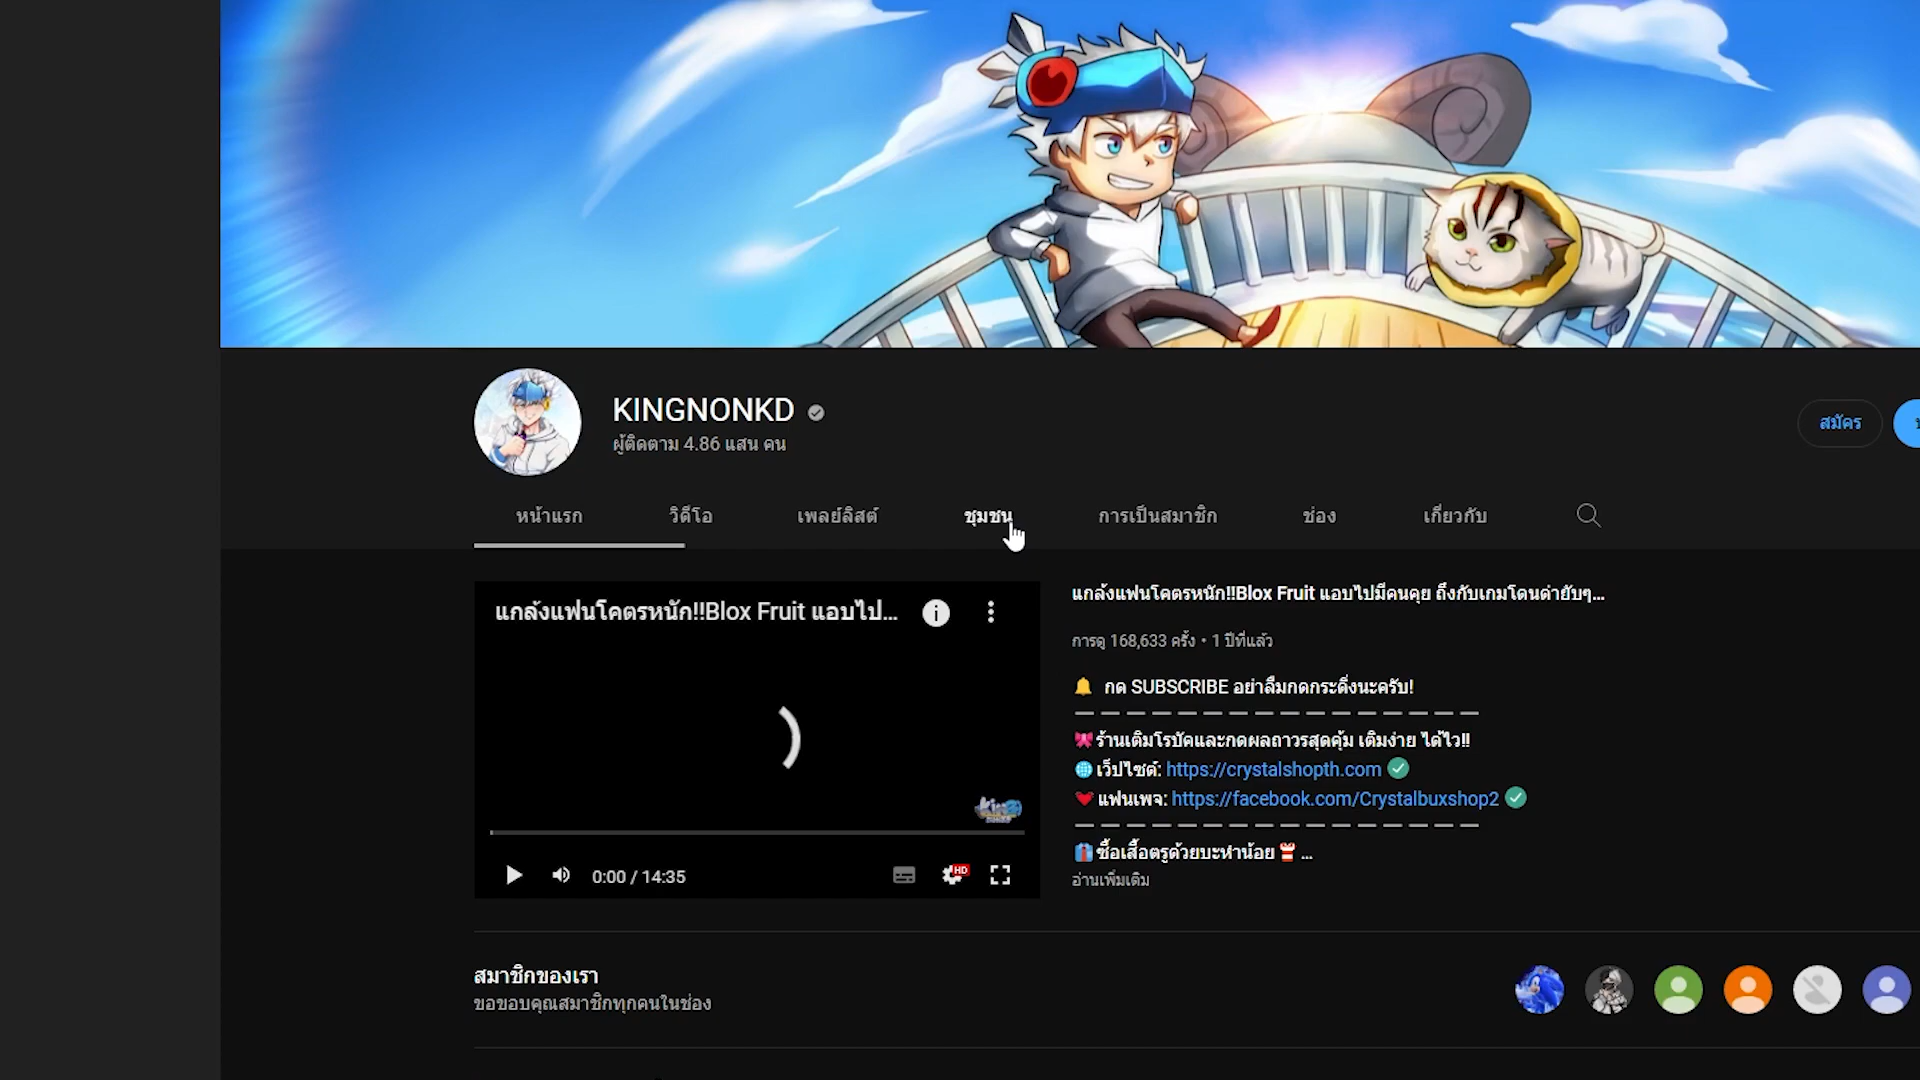 KINGNONKD
ผู้ติดตาม 4.86 แสน คน
สมัคร
หน้าแรก วิดีโอ เพลย์ลิสต์ ชุมชน การเป็นสมาชิก ช่อง เกี่ยวกับ
แกล้งแฟนโคตรหนัก!!Blox Fruit แอบไป...
0:00 / 14:35
HD
แกล้งแฟนโคตรหนัก!!Blox Fruit แอบไปมีคนคุย ถึงกับเกมโดนด่ายับๆ...
การดู 168,633 ครั้ง • 1 ปีที่แล้ว
กด SUBSCRIBE อย่าลืมกดกระดิ่งนะครับ!
— — — — — — — — — — — — — — — —
ร้านเติมโรบัคและกดผลถาวรสุดคุ้ม เติมง่าย ได้ไว!!
เว็ปไซต์: https://crystalshopth.com
แฟนเพจ: https://facebook.com/Crystalbuxshop2
— — — — — — — — — — — — — — — —
ซื้อเสื้อตรูด้วยบะหำน้อย ...
อ่านเพิ่มเติม
สมาชิกของเรา
ขอขอบคุณสมาชิกทุกคนในช่อง